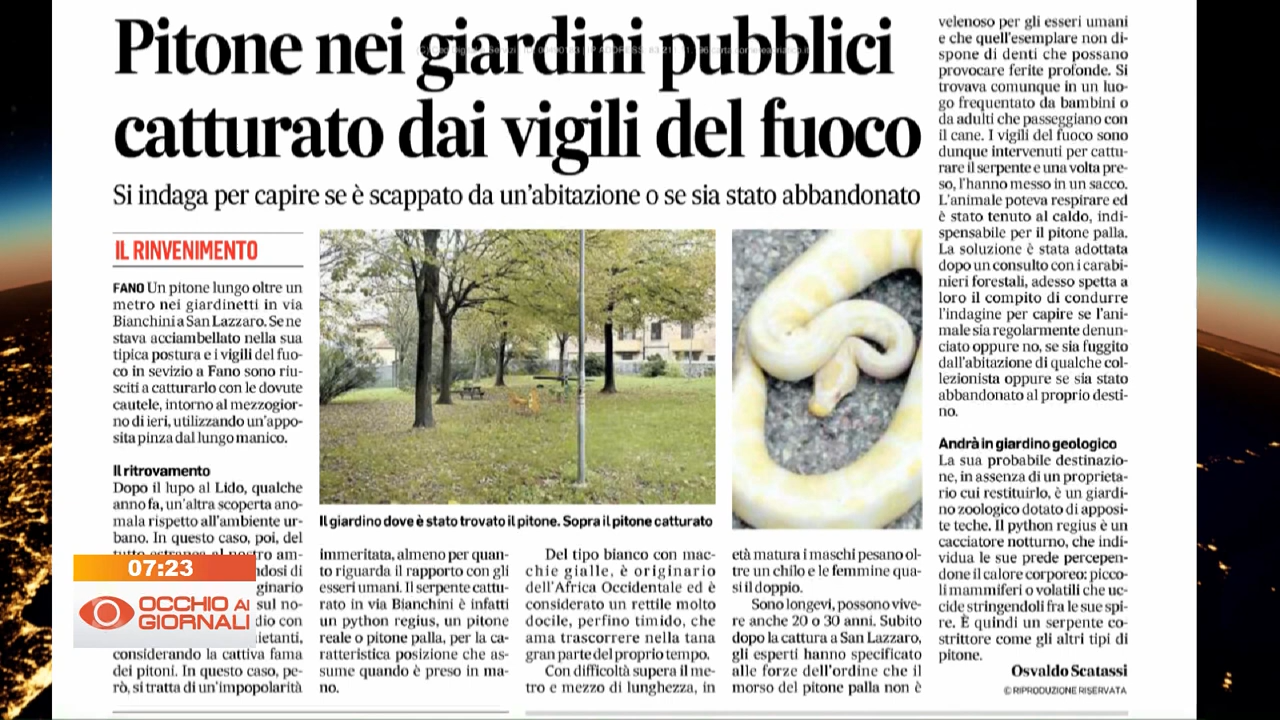 Pitone nei giardini pubblici
catturato dai vigili del fuoco
Si indaga per capire se è scappato da un'abitazione o se sia stato abbandonato
IL RINVENIMENTO
FANO Un pitone lungo oltre un
metro nei giardinetti in via
Bianchini a San Lazzaro. Se ne
stava acciambellato nella sua
tipica postura e i vigili del fuo-
co in sevizio a Fano sono riu-
sciti a catturarlo con le dovute
cautele, intorno al mezzogior-
no di ieri, utilizzando un'appo-
sita pinza dal lungo manico.
Il ritrovamento
Dopo il lupo al Lido, qualche
anno fa, un'altra scoperta ano-
mala rispetto all'ambiente ur-
bano. In questo caso, poi, del
tutto estranea al nostro am-
ndosi di
ginario
sul no-
dio con
ietanti,
considerando la cattiva fama
dei pitoni. In questo caso, pe-
rò, si tratta di un'impopolarità
Il giardino dove è stato trovato il pitone. Sopra il pitone catturato
immeritata, almeno per quan-
to riguarda il rapporto con gli
esseri umani. Il serpente cattu-
rato in via Bianchini è infatti
un python regius, un pitone
reale o pitone palla, per la ca-
ratteristica posizione che as-
sume quando è preso in ma-
no.
Del tipo bianco con mac-
chie gialle, è originario
dell'Africa Occidentale ed è
considerato un rettile molto
docile, perfino timido, che
ama trascorrere nella tana
gran parte del proprio tempo.
Con difficoltà supera il me-
tro e mezzo di lunghezza, in
età matura i maschi pesano ol-
tre un chilo e le femmine qua-
si il doppio.
Sono longevi, possono vive-
re anche 20 o 30 anni. Subito
dopo la cattura a San Lazzaro,
gli esperti hanno specificato
alle forze dell'ordine che il
morso del pitone palla non è
velenoso per gli esseri umani
e che quell'esemplare non di-
spone di denti che possano
provocare ferite profonde. Si
trovava comunque in un luo-
go frequentato da bambini o
da adulti che passeggiano con
il cane. I vigili del fuoco sono
dunque intervenuti per cattu-
rare il serpente e una volta pre-
so, l'hanno messo in un sacco.
L'animale poteva respirare ed
è stato tenuto al caldo, indi-
spensabile per il pitone palla.
La soluzione è stata adottata
dopo un consulto con i carabi-
nieri forestali, adesso spetta a
loro il compito di condurre
l'indagine per capire se l'ani-
male sia regolarmente denun-
ciato oppure no, se sia fuggito
dall'abitazione di qualche col-
lezionista oppure se sia stato
abbandonato al proprio desti-
no.
Andrà in giardino geologico
La sua probabile destinazio-
ne, in assenza di un proprieta-
rio cui restituirlo, è un giardi-
no zoologico dotato di apposi-
te teche. Il python regius è un
cacciatore notturno, che indi-
vidua le sue prede percepen-
done il calore corporeo: picco-
li mammiferi o volatili che uc-
cide stringendoli fra le sue spi-
re. È quindi un serpente co-
strittore come gli altri tipi di
pitone.
Osvaldo Scatassi
© RIPRODUZIONE RISERVATA
07:23
OCCHIO AI
GIORNALI